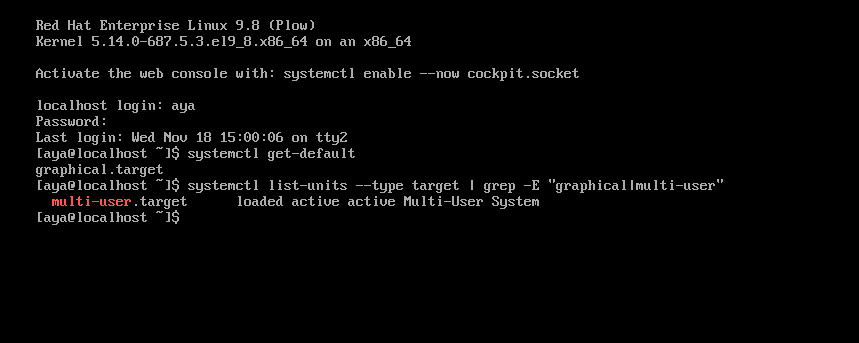 Red Hat Enterprise Linux 9.8 (Plow)
Kernel 5.14.0-687.5.3.el9_8.x86_64 on an x86_64
Activate the web console with: systemctl enable --now cockpit.socket
localhost login: aya
Password:
Last login: Wed Nov 18 15:00:06 on tty2
[aya@localhost ~]$ systemctl get-default
graphical.target
[aya@localhost ~]$ systemctl list-units --type target | grep -E "graphical|multi-user"
multi-user.target      loaded active active Multi-User System
[aya@localhost ~]$